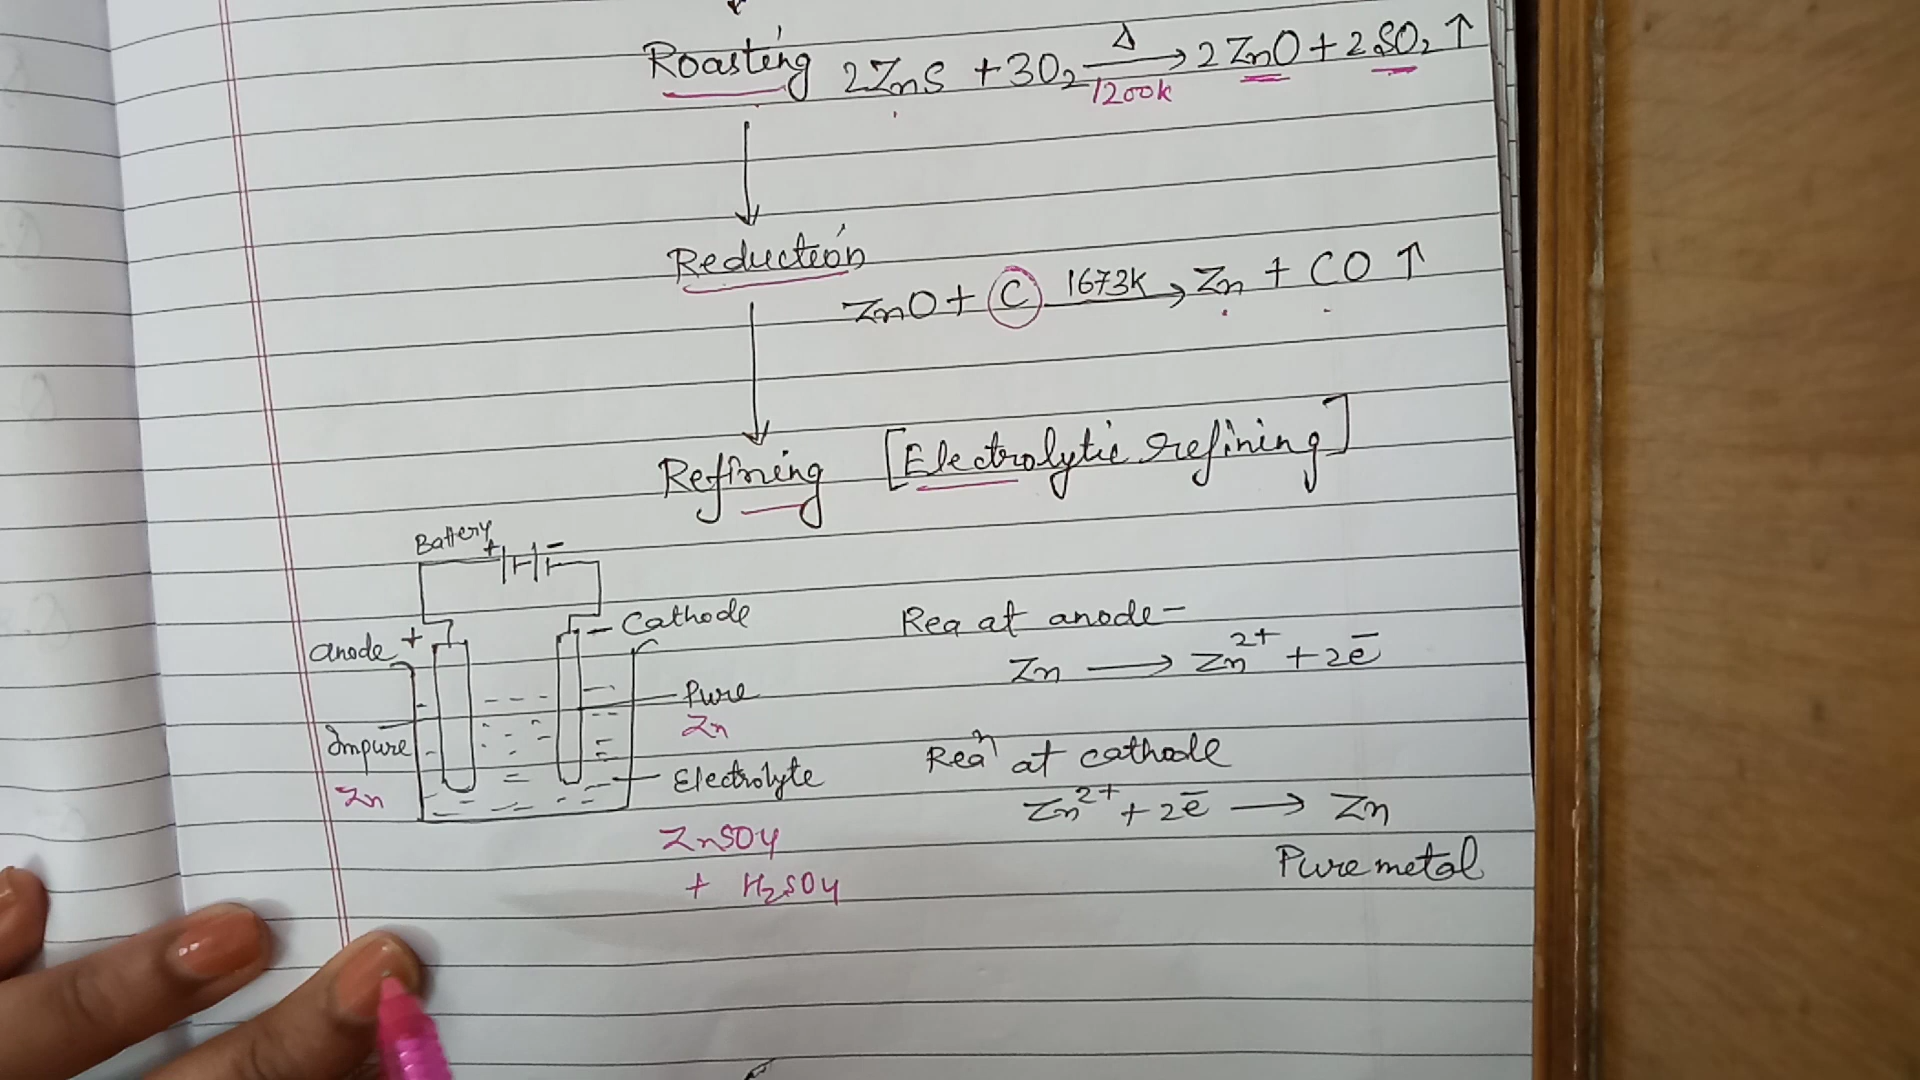 Roasting 2ZnS + 3O₂ —Δ→ 2ZnO + 2SO₂ ↑
1200k
Reduction
ZnO + C —1673k→ Zn + CO ↑
Refining [Electrolytic refining]
Battery + -
anode +
- Cathode
Impure
Zn
Pure
Zn
Electrolyte
ZnSO4
+ H₂SO4
Rea at anode -
Zn → Zn²⁺ + 2e̅
Reaⁿ at cathode
Zn²⁺ + 2e̅ → Zn
Pure metal